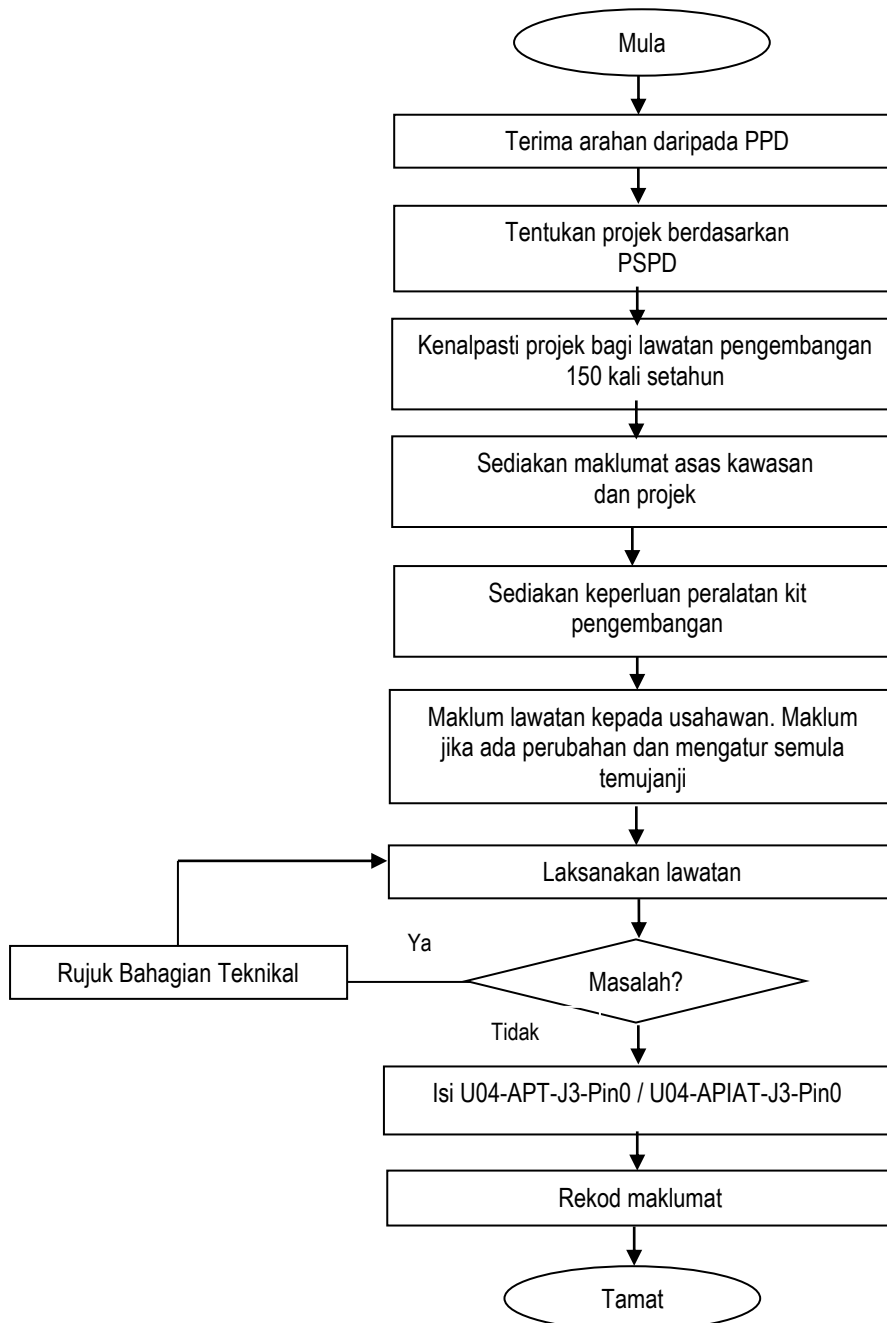 Mula
Terima arahan daripada PPD
Tentukan projek berdasarkan
PSPD
Kenalpasti projek bagi lawatan pengembangan
150 kali setahun
Sediakan maklumat asas kawasan
dan projek
Sediakan keperluan peralatan kit
pengembangan
Maklum lawatan kepada usahawan. Maklum
jika ada perubahan dan mengatur semula
temujanji
Laksanakan lawatan
Ya
Rujuk Bahagian Teknikal
Masalah?
Tidak
Isi U04-APT-J3-Pin0 / U04-APIAT-J3-Pin0
Rekod maklumat
Tamat